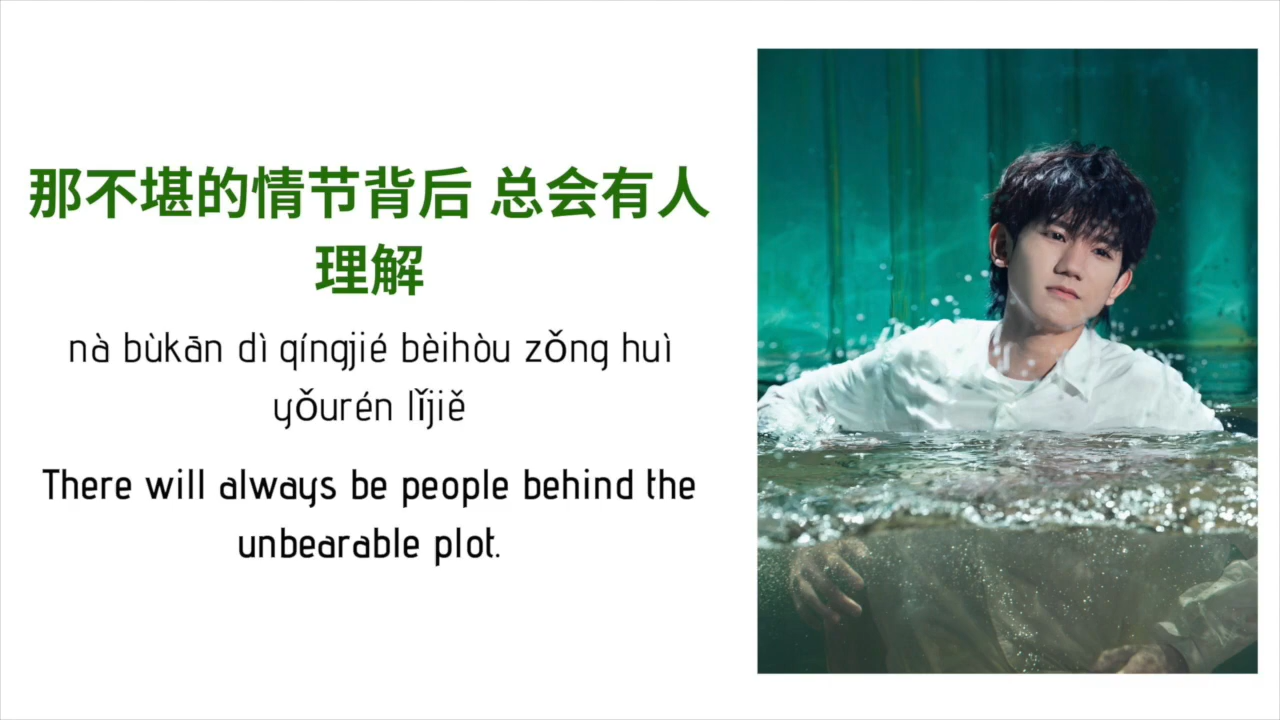 那不堪的情节背后 总会有人
理解
nà bùkān dì qíngjié bèihòu zǒng huì
yǒurén lǐjiě
There will always be people behind the
unbearable plot.